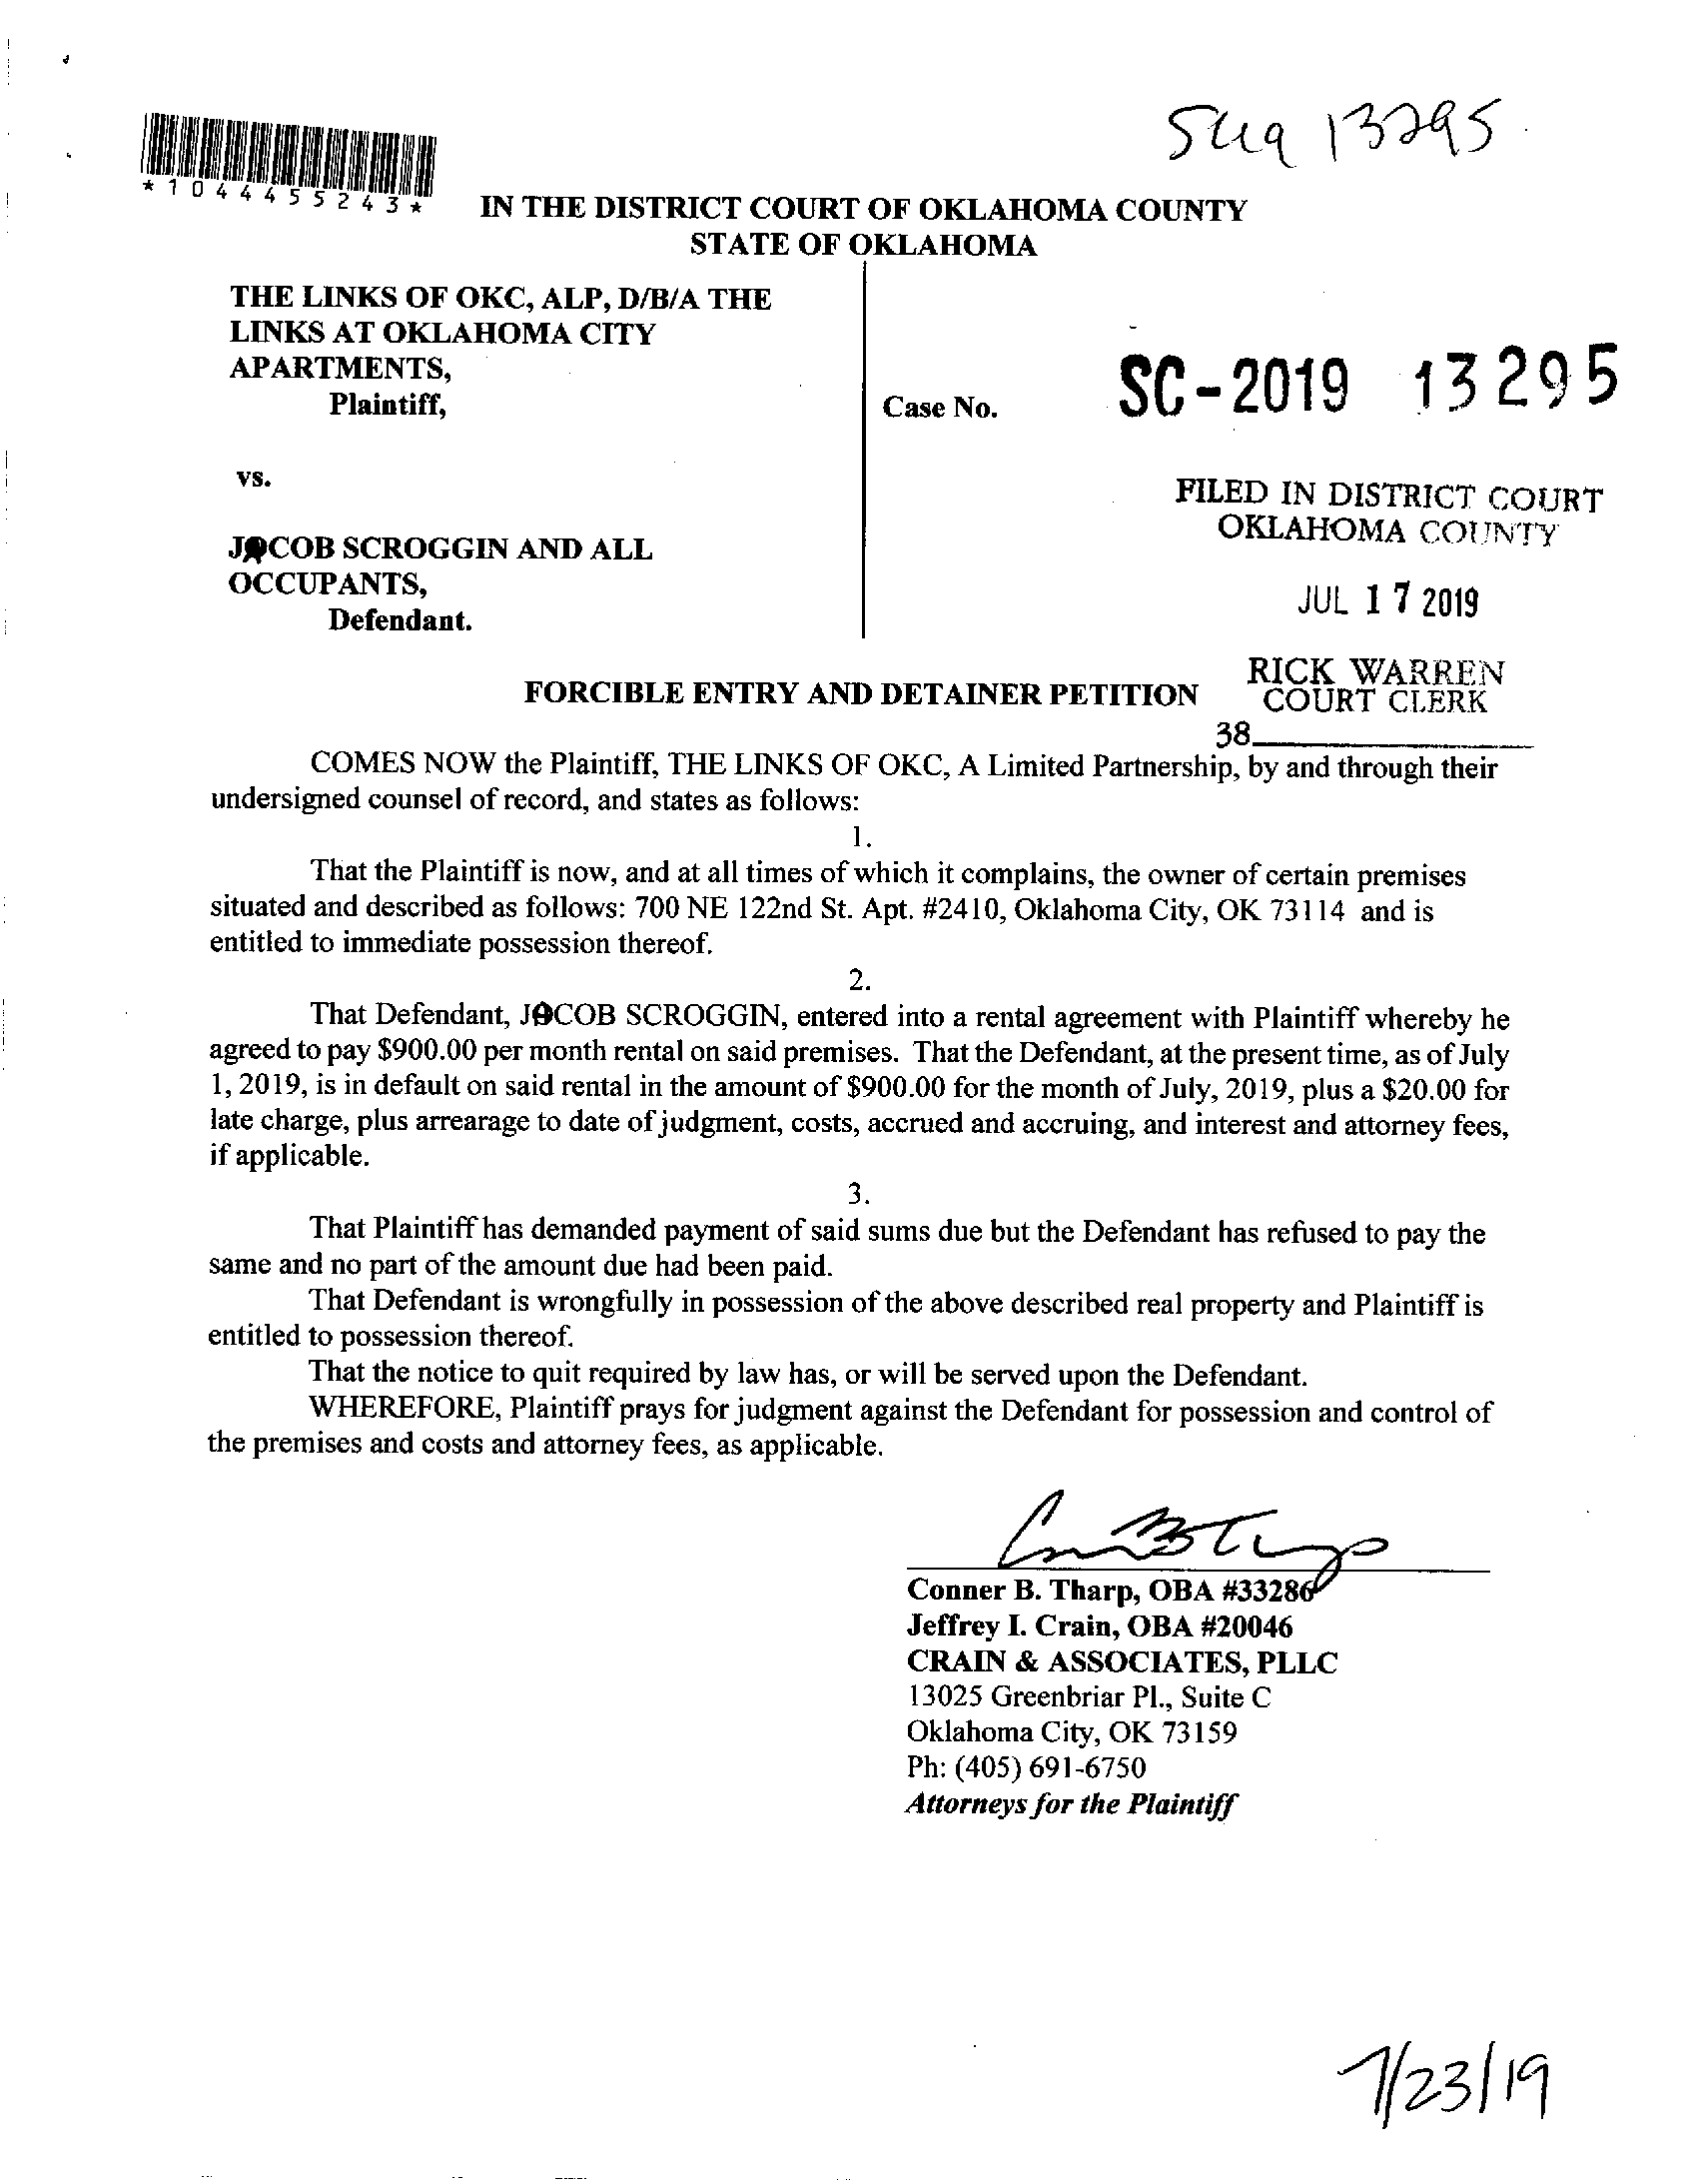 SC19 13295
*1044455243*
IN THE DISTRICT COURT OF OKLAHOMA COUNTY
STATE OF OKLAHOMA
THE LINKS OF OKC, ALP, D/B/A THE
LINKS AT OKLAHOMA CITY
APARTMENTS,
Plaintiff,
Case No.
SC-2019 13295
vs.
FILED IN DISTRICT COURT
OKLAHOMA COUNTY
JACOB SCROGGIN AND ALL
OCCUPANTS,
Defendant.
JUL 17 2019
RICK WARREN
COURT CLERK
38
FORCIBLE ENTRY AND DETAINER PETITION
COMES NOW the Plaintiff, THE LINKS OF OKC, A Limited Partnership, by and through their
undersigned counsel of record, and states as follows:
1.
That the Plaintiff is now, and at all times of which it complains, the owner of certain premises
situated and described as follows: 700 NE 122nd St. Apt. #2410, Oklahoma City, OK 73114 and is
entitled to immediate possession thereof.
2.
That Defendant, JACOB SCROGGIN, entered into a rental agreement with Plaintiff whereby he
agreed to pay $900.00 per month rental on said premises. That the Defendant, at the present time, as of July
1, 2019, is in default on said rental in the amount of $900.00 for the month of July, 2019, plus a $20.00 for
late charge, plus arrearage to date of judgment, costs, accrued and accruing, and interest and attorney fees,
if applicable.
3.
That Plaintiff has demanded payment of said sums due but the Defendant has refused to pay the
same and no part of the amount due had been paid.
That Defendant is wrongfully in possession of the above described real property and Plaintiff is
entitled to possession thereof.
That the notice to quit required by law has, or will be served upon the Defendant.
WHEREFORE, Plaintiff prays for judgment against the Defendant for possession and control of
the premises and costs and attorney fees, as applicable.
Conner B. Tharp, OBA #33286
Jeffrey I. Crain, OBA #20046
CRAIN & ASSOCIATES, PLLC
13025 Greenbriar Pl., Suite C
Oklahoma City, OK 73159
Ph: (405) 691-6750
Attorneys for the Plaintiff
7/23/19